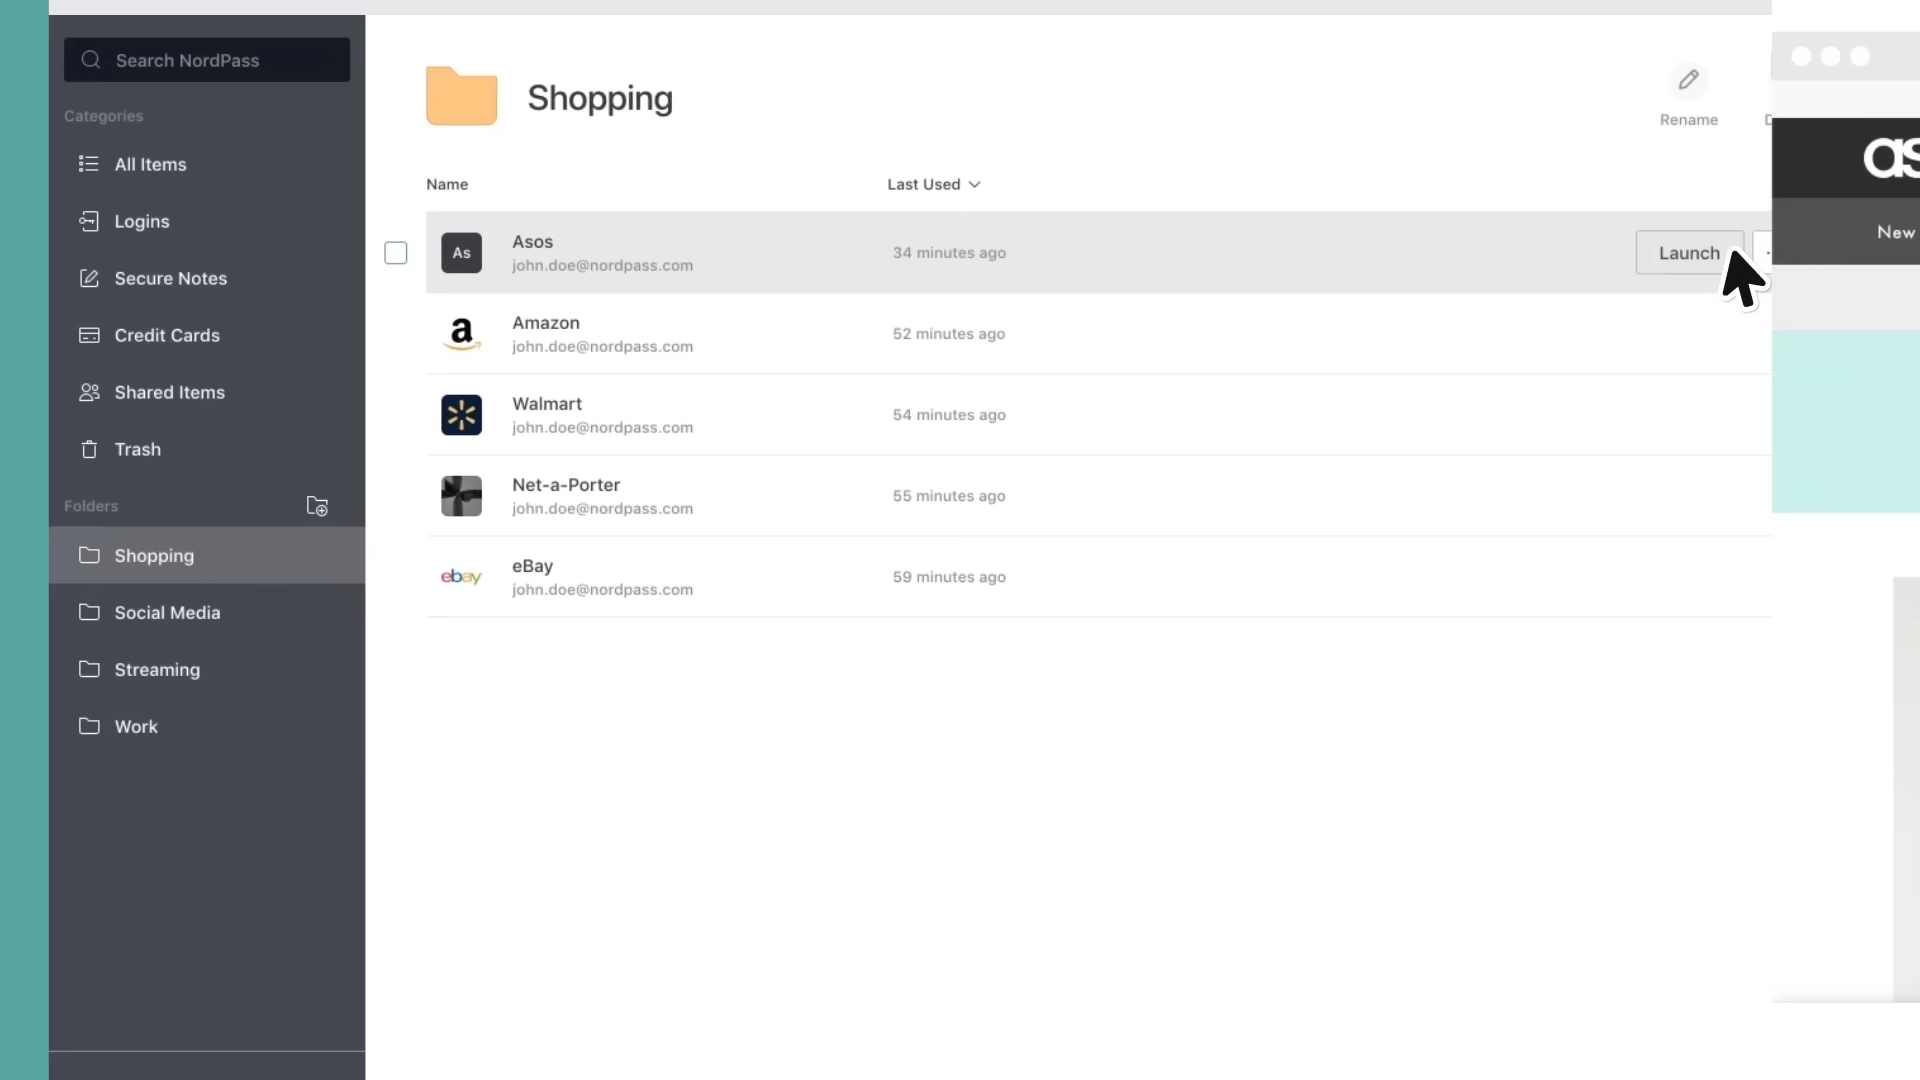 Search NordPass
Categories
All Items
Logins
Secure Notes
Credit Cards
Shared Items
Trash
Folders
Shopping
Social Media
Streaming
Work
Shopping
Rename
Name
Last Used
As
Asos
john.doe@nordpass.com
34 minutes ago
Launch
a
Amazon
john.doe@nordpass.com
52 minutes ago
Walmart
john.doe@nordpass.com
54 minutes ago
Net-a-Porter
john.doe@nordpass.com
55 minutes ago
ebay
eBay
john.doe@nordpass.com
59 minutes ago
as
New